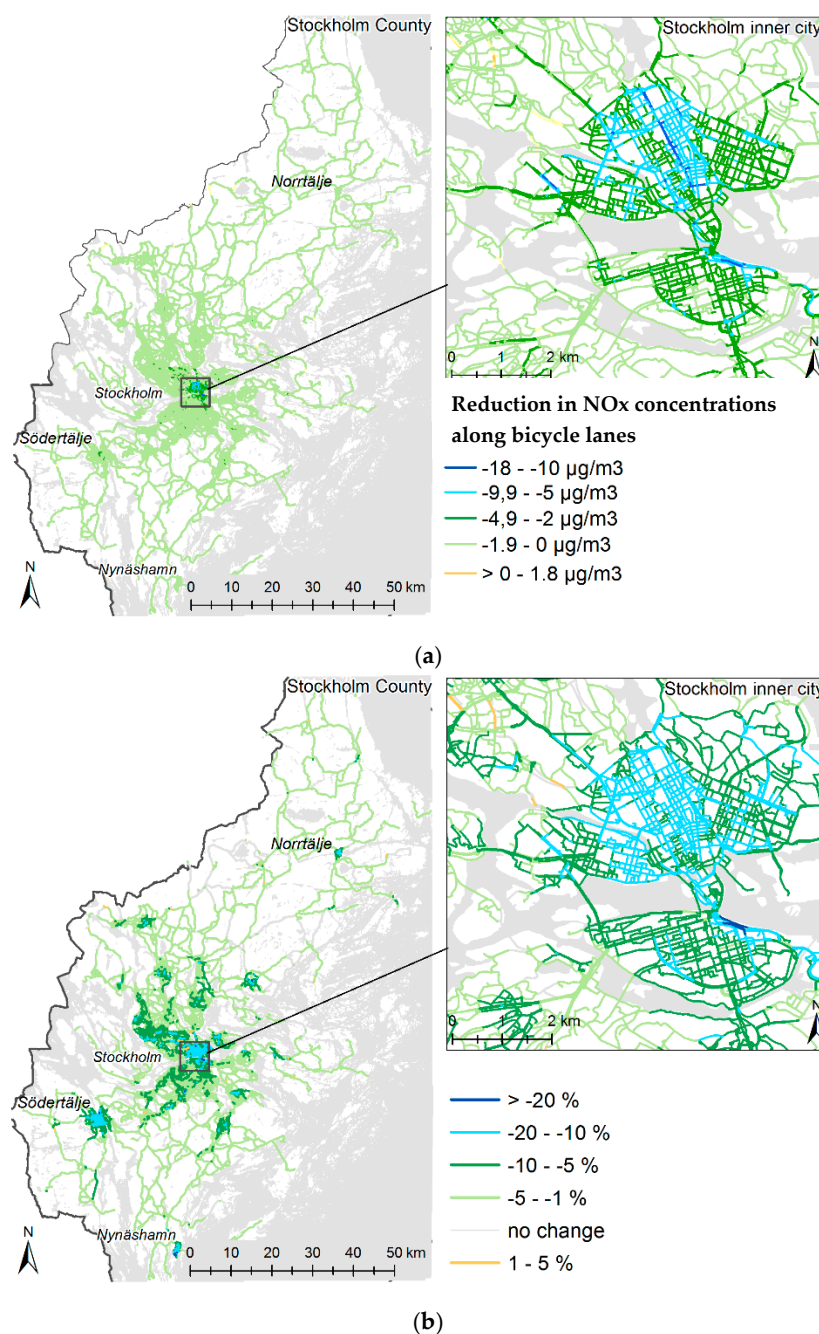 Stockholm County
Norrtälje
Stockholm
Södertälje
Nynäshamn
N
0 10 20 30 40 50 km
Stockholm inner city
0 1 2 km
N
Reduction in NOx concentrations
along bicycle lanes
-18 - -10 µg/m3
-9,9 - -5 µg/m3
-4,9 - -2 µg/m3
-1.9 - 0 µg/m3
> 0 - 1.8 µg/m3
(a)
Stockholm County
Norrtälje
Stockholm
Södertälje
Nynäshamn
N
0 10 20 30 40 50 km
Stockholm inner city
0 1 2 km
N
> -20 %
-20 - -10 %
-10 - -5 %
-5 - -1 %
no change
1 - 5 %
(b)